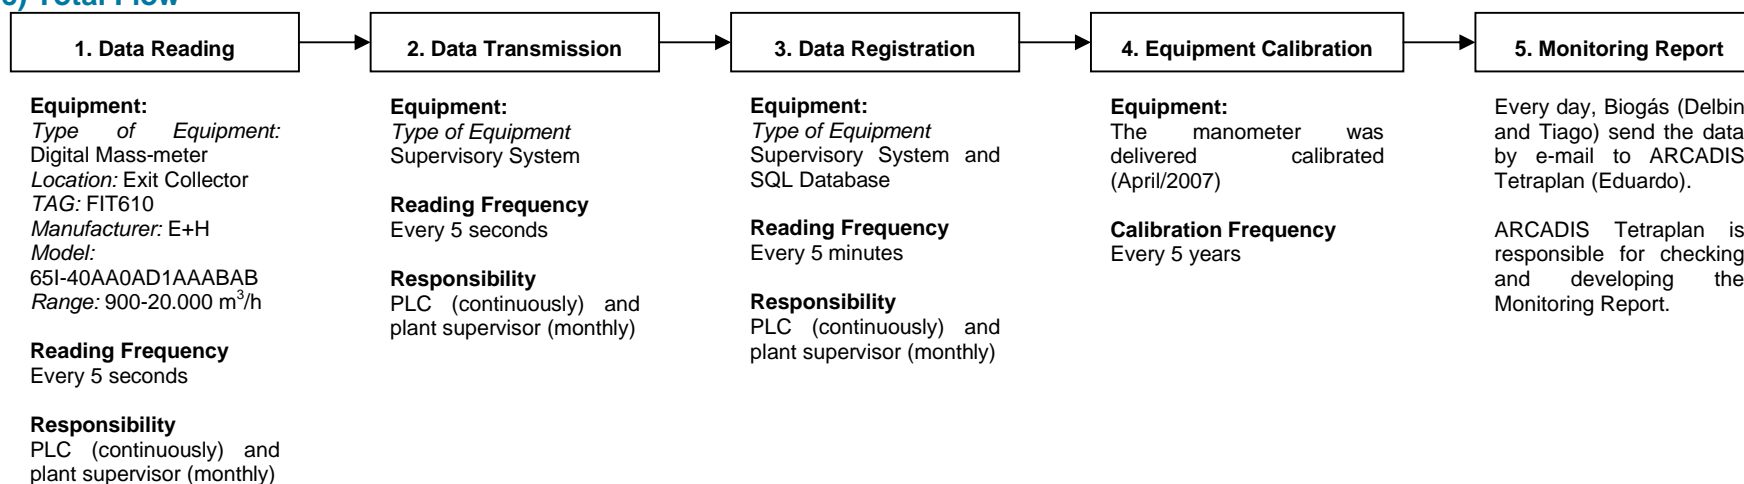 c) Total Flow
1. Data Reading
2. Data Transmission
3. Data Registration
4. Equipment Calibration
5. Monitoring Report
Equipment:
Type of Equipment:
Digital Mass-meter
Location: Exit Collector
TAG: FIT610
Manufacturer: E+H
Model:
65I-40AA0AD1AAABAB
Range: 900-20.000 m³/h
Reading Frequency
Every 5 seconds
Responsibility
PLC (continuously) and
plant supervisor (monthly)
Equipment:
Type of Equipment
Supervisory System
Reading Frequency
Every 5 seconds
Responsibility
PLC (continuously) and
plant supervisor (monthly)
Equipment:
Type of Equipment
Supervisory System and
SQL Database
Reading Frequency
Every 5 minutes
Responsibility
PLC (continuously) and
plant supervisor (monthly)
Equipment:
The manometer was
delivered calibrated
(April/2007)
Calibration Frequency
Every 5 years
Every day, Biogás (Delbin
and Tiago) send the data
by e-mail to ARCADIS
Tetraplan (Eduardo).
ARCADIS Tetraplan is
responsible for checking
and developing the
Monitoring Report.